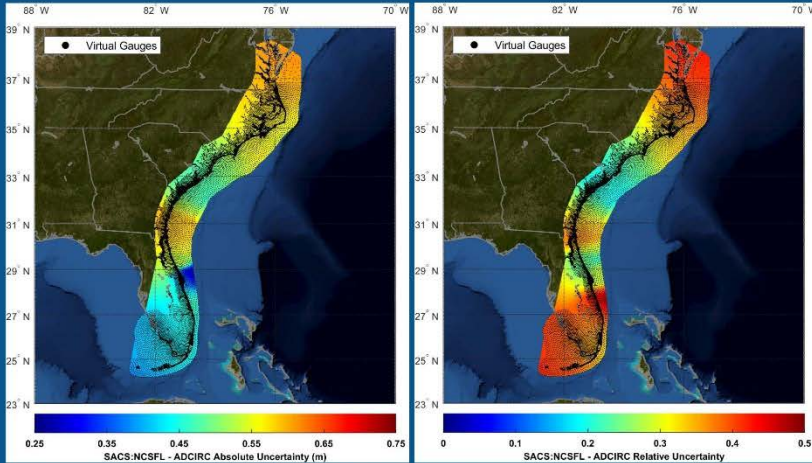 88° W 82° W 76° W 70° W
39° N
37° N
35° N
33° N
31° N
29° N
27° N
25° N
23° N
Virtual Gauges
0.25 0.35 0.45 0.55 0.65 0.75
SACS:NCSFL - ADCIRC Absolute Uncertainty (m)
88° W 82° W 76° W 70° W
39° N
37° N
35° N
33° N
31° N
29° N
27° N
25° N
23° N
Virtual Gauges
0 0.1 0.2 0.3 0.4 0.5
SACS:NCSFL - ADCIRC Relative Uncertainty